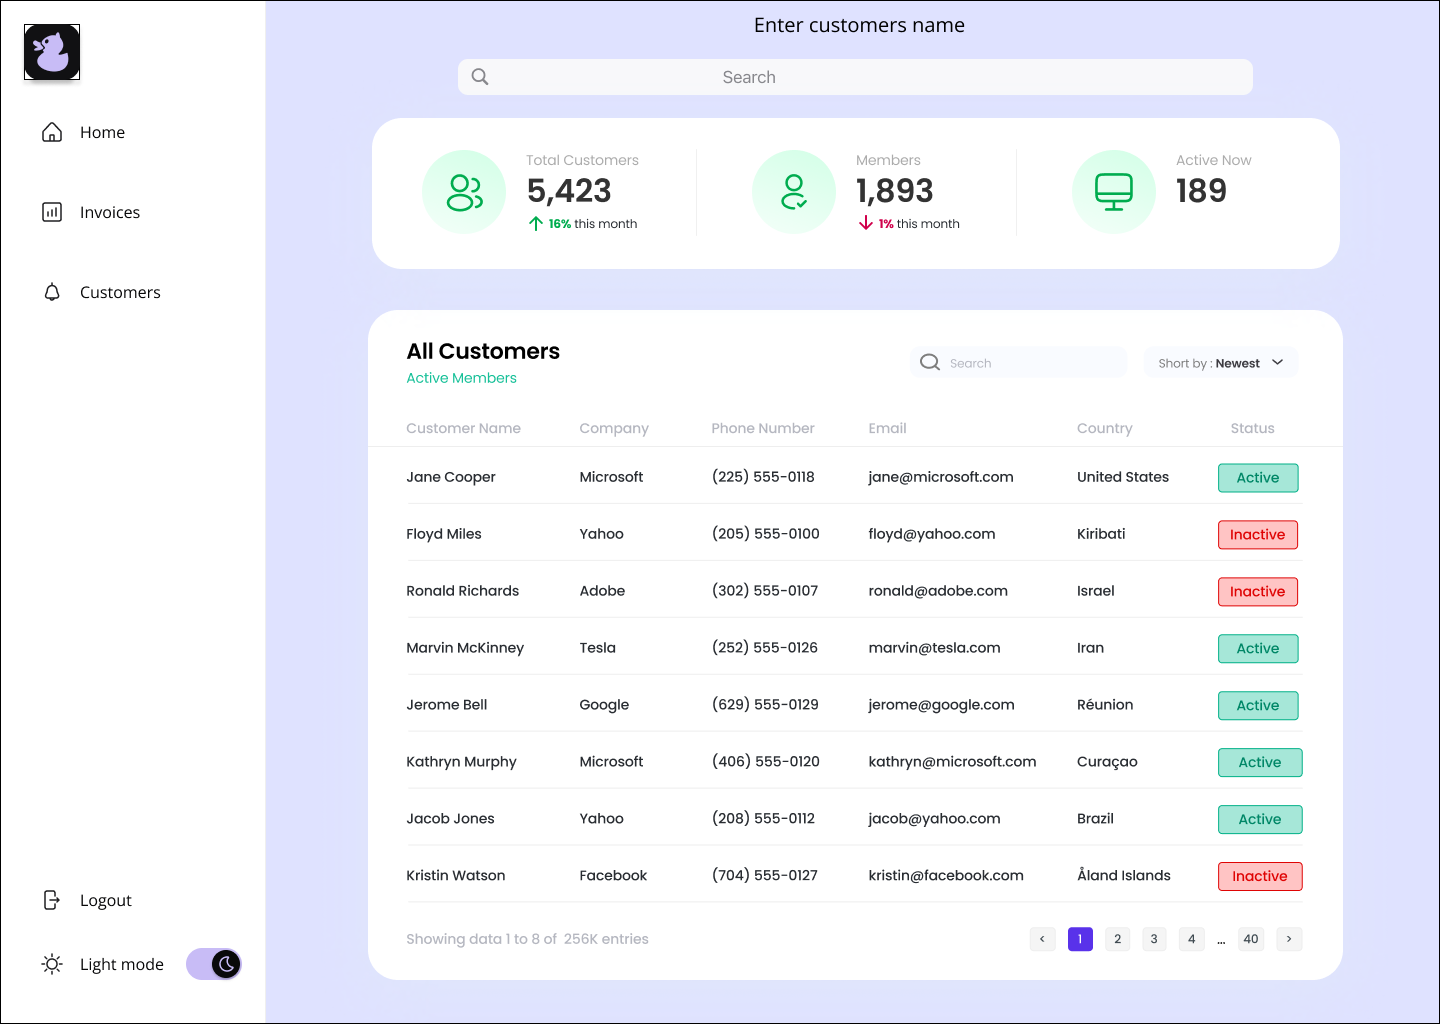 Enter customers name
Search
Home
Invoices
Customers
Total Customers
5,423
16% this month
Members
1,893
1% this month
Active Now
189
All Customers
Active Members
Search
Short by : Newest
Customer Name Company Phone Number Email Country Status
Jane Cooper Microsoft (225) 555-0118 jane@microsoft.com United States Active
Floyd Miles Yahoo (205) 555-0100 floyd@yahoo.com Kiribati Inactive
Ronald Richards Adobe (302) 555-0107 ronald@adobe.com Israel Inactive
Marvin McKinney Tesla (252) 555-0126 marvin@tesla.com Iran Active
Jerome Bell Google (629) 555-0129 jerome@google.com Réunion Active
Kathryn Murphy Microsoft (406) 555-0120 kathryn@microsoft.com Curaçao Active
Jacob Jones Yahoo (208) 555-0112 jacob@yahoo.com Brazil Active
Kristin Watson Facebook (704) 555-0127 kristin@facebook.com Åland Islands Inactive
Showing data 1 to 8 of 256K entries
< 1 2 3 4 ... 40 >
Logout
Light mode